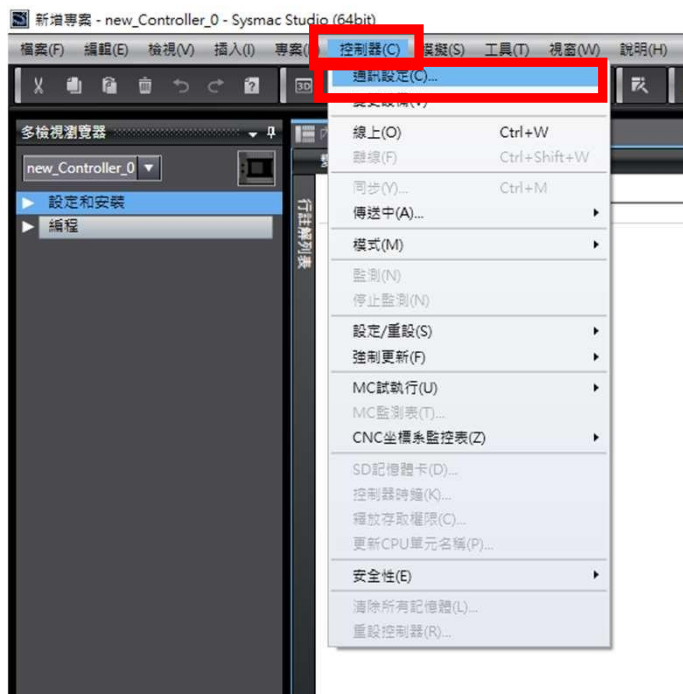 新增專案 - new_Controller_0 - Sysmac Studio (64bit)
檔案(F) 編輯(E) 檢視(V) 插入(I) 專案( 控制器(C) 模擬(S) 工具(T) 視窗(W) 說明(H)
3D
通訊設定(C)...
變更設備(V)
多檢視瀏覽器
new_Controller_0
設定和安裝
編程
行註解列表
線上(O) Ctrl+W
離線(F) Ctrl+Shift+W
同步(Y)... Ctrl+M
傳送中(A)...
模式(M)
監測(N)
停止監測(N)
設定/重設(S)
強制更新(F)
MC試執行(U)
MC監測表(T)...
CNC坐標系監控表(Z)
SD記憶體卡(D)...
控制器時鐘(K)...
釋放存取權限(C)...
更新CPU單元名稱(P)...
安全性(E)
清除所有記憶體(L)...
重設控制器(R)...